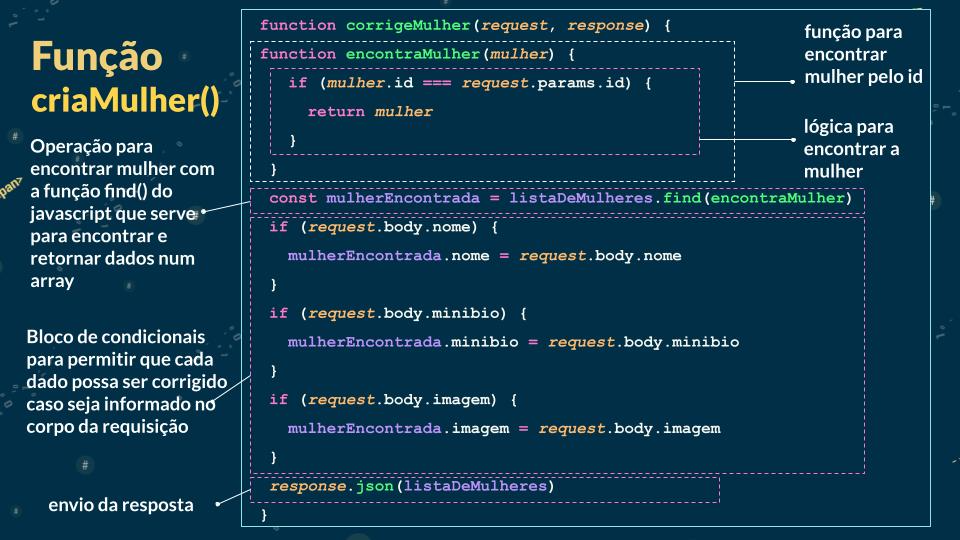 Função
criaMulher()
Operação para
encontrar mulher com
a função find() do
javascript que serve
para encontrar e
retornar dados num
array
Bloco de condicionais
para permitir que cada
dado possa ser corrigido
caso seja informado no
corpo da requisição
envio da resposta
function corrigeMulher(request, response) {
function encontraMulher(mulher) {
if (mulher.id === request.params.id) {
return mulher
}
}
const mulherEncontrada = listaDeMulheres.find(encontraMulher)
if (request.body.nome) {
mulherEncontrada.nome = request.body.nome
}
if (request.body.minibio) {
mulherEncontrada.minibio = request.body.minibio
}
if (request.body.imagem) {
mulherEncontrada.imagem = request.body.imagem
}
response.json(listaDeMulheres)
}
função para
encontrar
mulher pelo id
lógica para
encontrar a
mulher